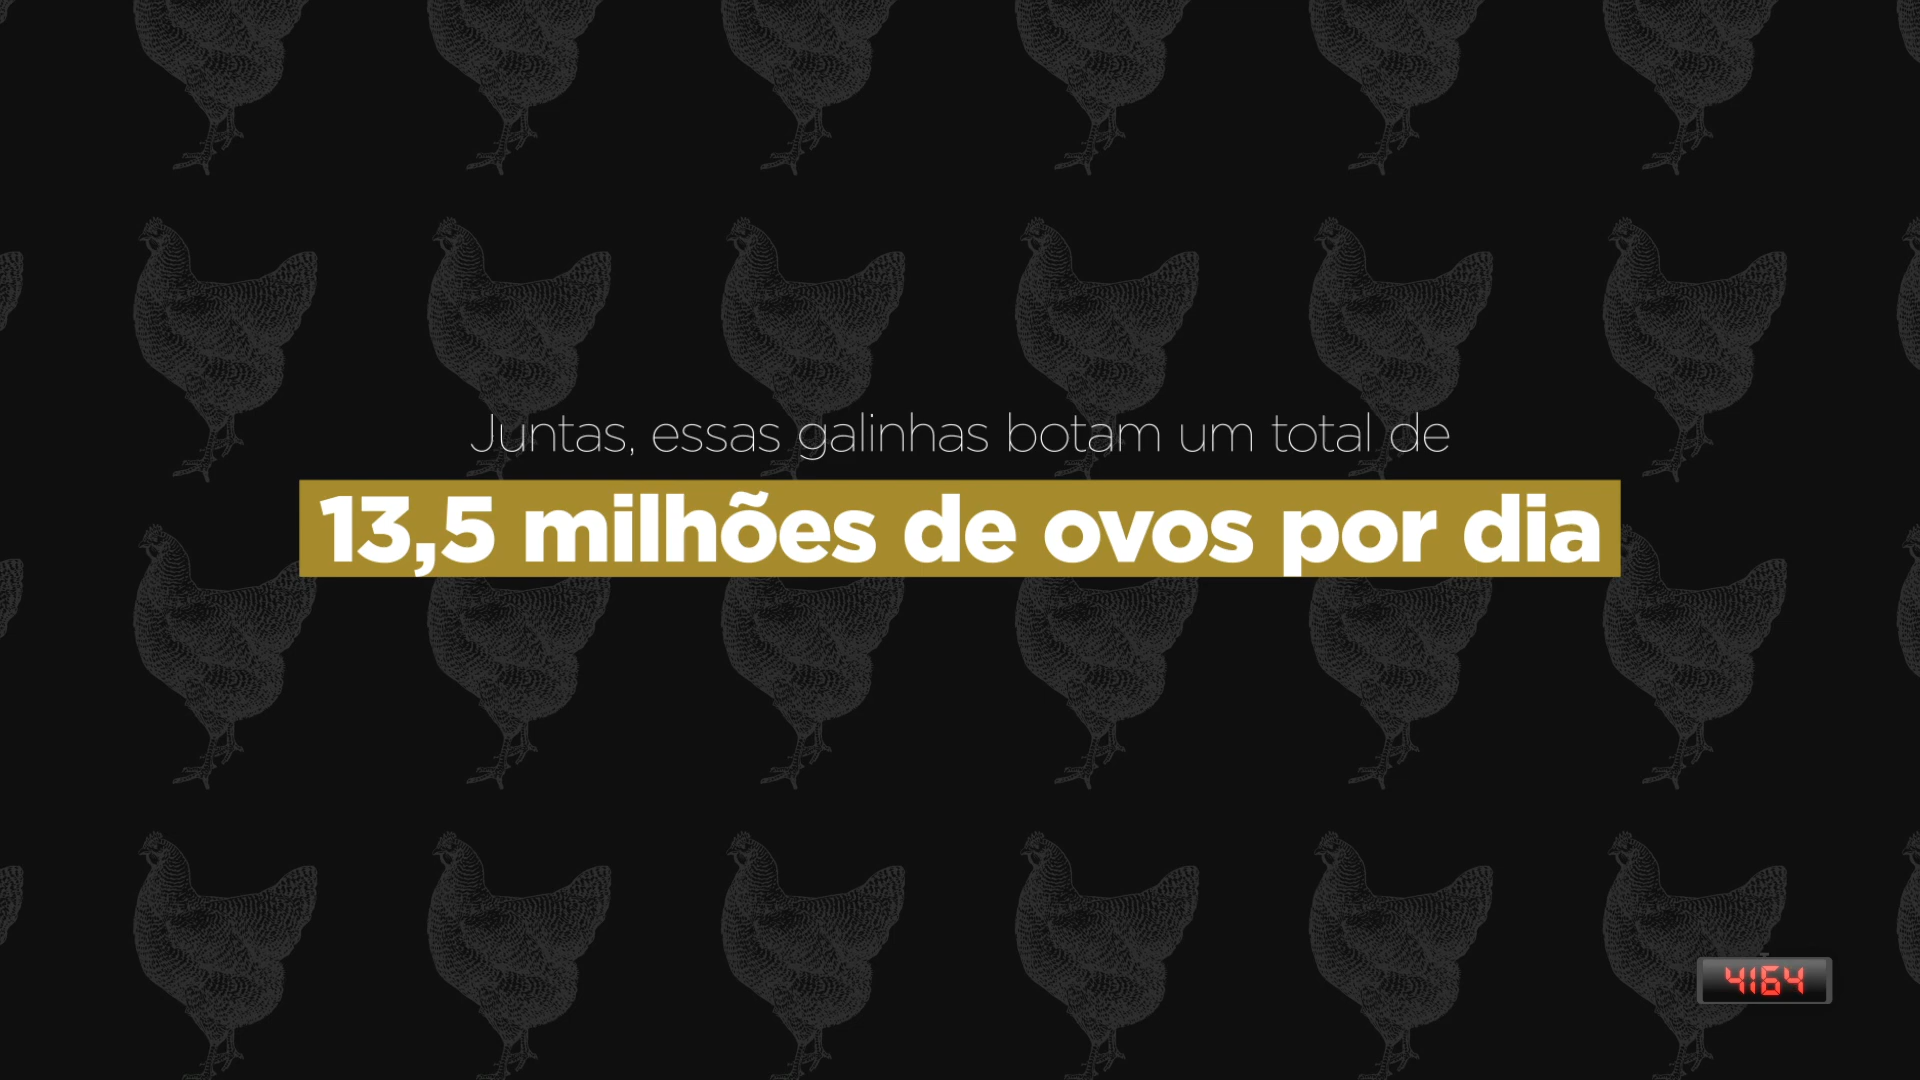 Juntas, essas galinhas botam um total de
13,5 milhões de ovos por dia
4164